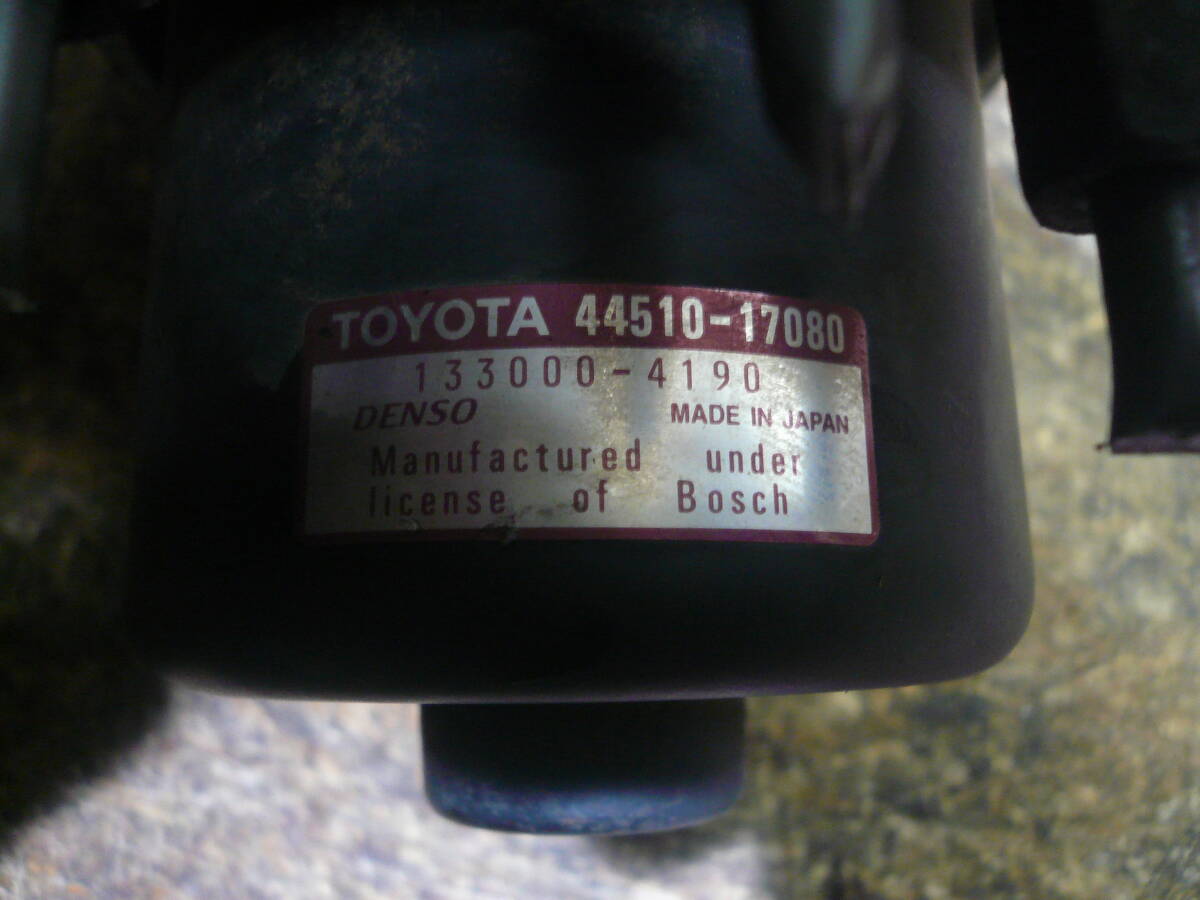 TOYOTA 44510-17080
133000-4190
DENSO MADE IN JAPAN
Manufactured under
license of Bosch